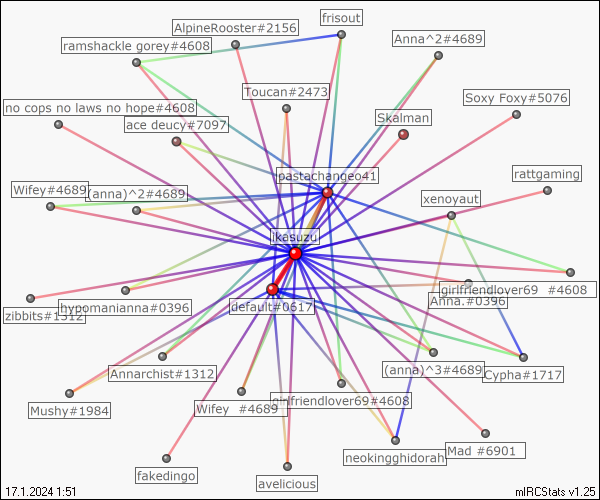 frisout
AlpineRooster#2156
Anna^2#4689
ramshackle gorey#4608
Toucan#2473
Soxy Foxy#5076
no cops no laws no hope#4608
Skalman
ace deucy#7097
pastachangeo41
rattgaming
Wifey#4689
(anna)^2#4689
xenoyaut
ikasuzu
girlfriendlover69 #4608
Anna.#0396
hypomanianna#0396
default#0617
zibbits#1312
Annarchist#1312
(anna)^3#4689
Cypha#1717
girlfriendlover69#4608
Wifey #4689
Mushy#1984
Mad #6901
neokingghidorah
fakedingo
avelicious
17.1.2024 1:51
mIRCStats v1.25